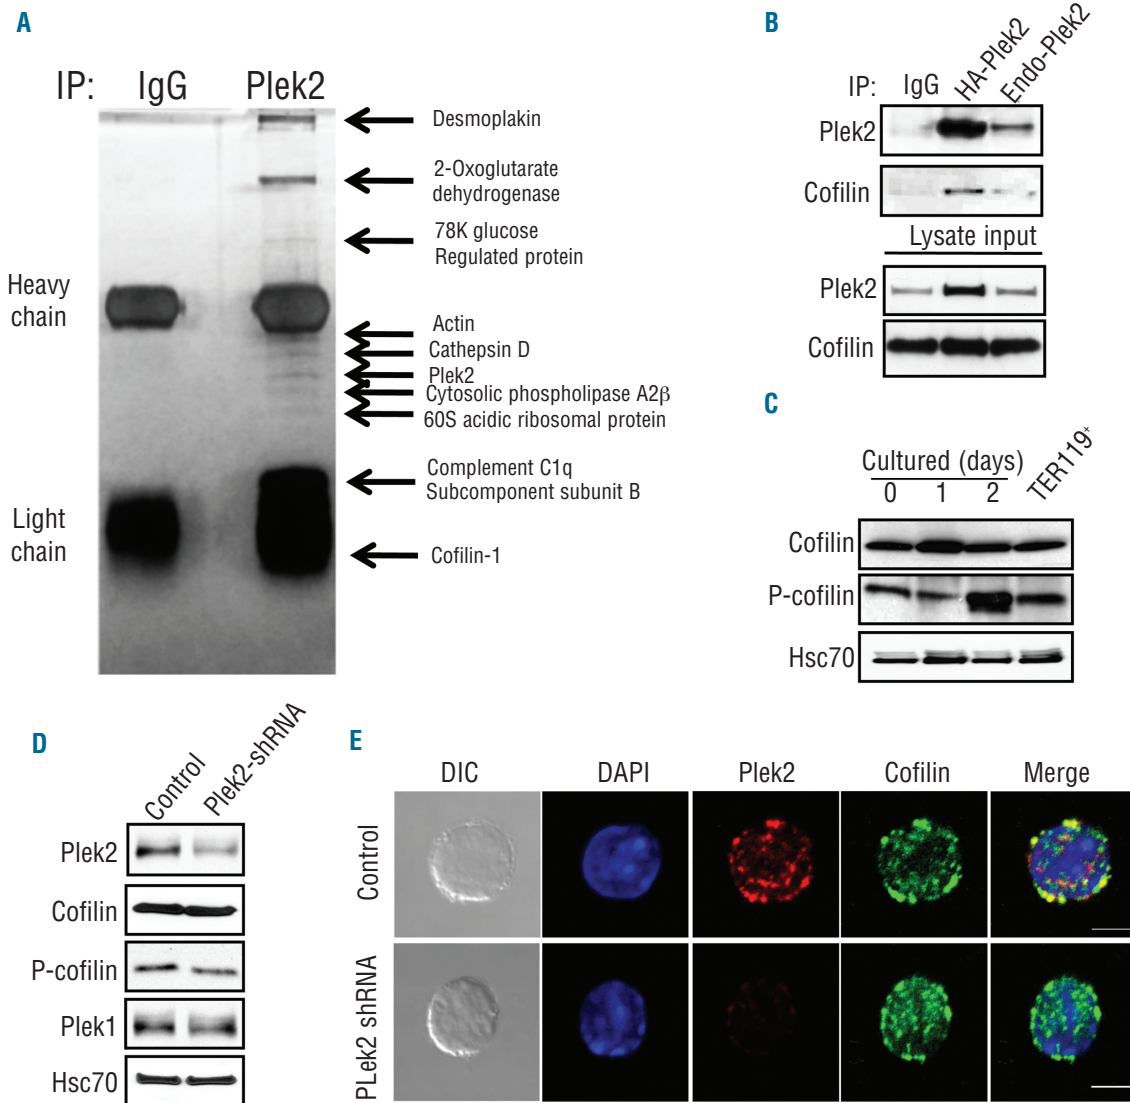 A
IP: IgG Plek2
Desmoplakin
2-Oxoglutarate
dehydrogenase
78K glucose
Regulated protein
Heavy
chain
Actin
Cathepsin D
Plek2
Cytosolic phospholipase A2β
60S acidic ribosomal protein
Complement C1q
Subcomponent subunit B
Light
chain
Cofilin-1
B
IP: IgG HA-Plek2 Endo-Plek2
Plek2
Cofilin
Lysate input
Plek2
Cofilin
C
Cultured (days) TER119+
0 1 2
Cofilin
P-cofilin
Hsc70
D
Control Plek2-shRNA
Plek2
Cofilin
P-cofilin
Plek1
Hsc70
E
DIC DAPI Plek2 Cofilin Merge
Control
PLek2 shRNA